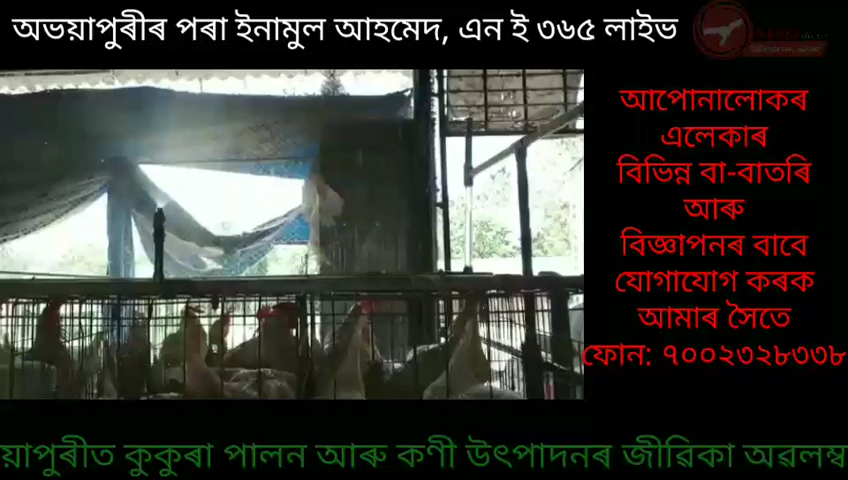 অভয়াপুৰীৰ পৰা ইনামুল আহমেদ, এন ই ৩৬৫ লাইভ
আপোনালোকৰ
এলেকাৰ
বিভিন্ন বা-বাতৰি
আৰু
বিজ্ঞাপনৰ বাবে
যোগাযোগ কৰক
আমাৰ সৈতে
ফোন: ৭০০২৩২৮৩৩৮
য়াপুৰীত কুকুৰা পালন আৰু কণী উৎপাদনৰ জীৱিকা অৱলম্ব